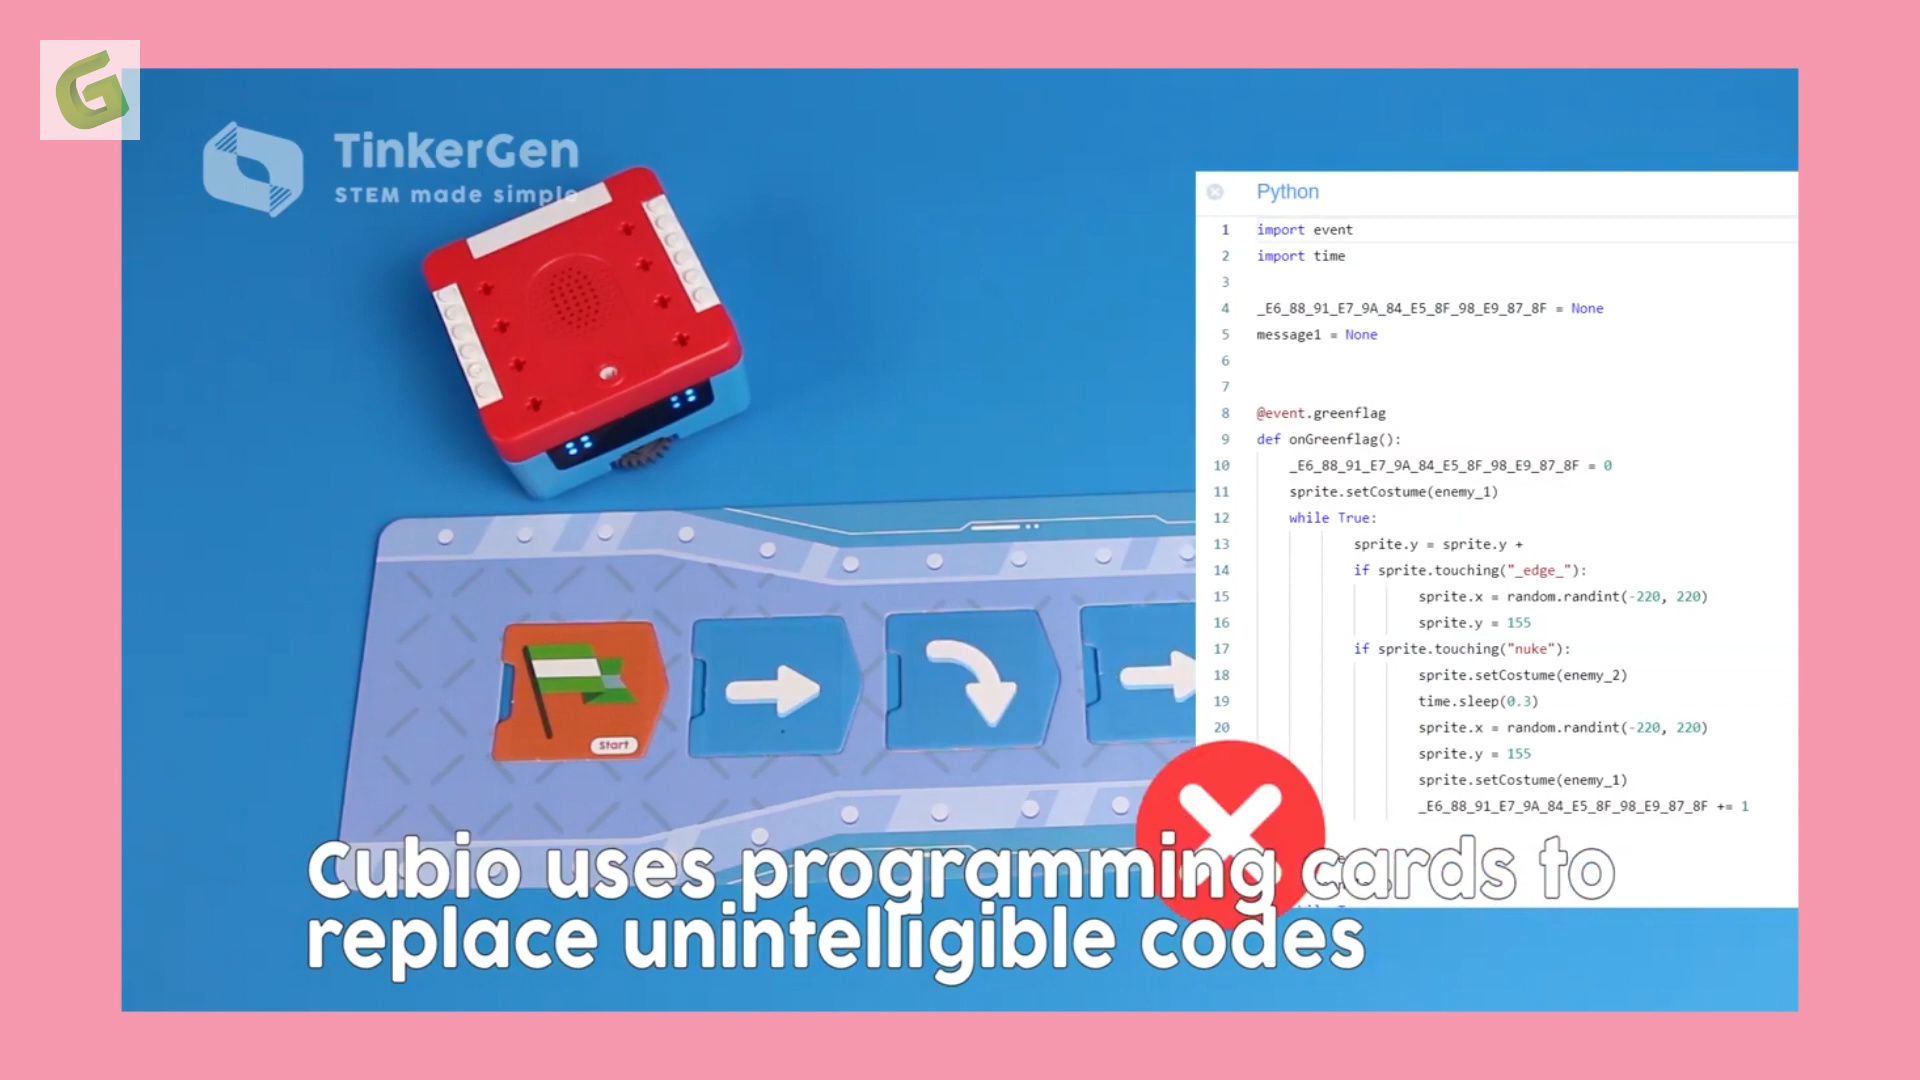 G
TinkerGen
STEM made simple
Python
1 import event
2 import time
3
4 _E6_88_91_E7_9A_84_E5_8F_98_E9_87_8F = None
5 message1 = None
6
7
8 @event.greenflag
9 def onGreenflag():
10 _E6_88_91_E7_9A_84_E5_8F_98_E9_87_8F = 0
11 sprite.setCostume(enemy_1)
12 while True:
13 sprite.y = sprite.y +
14 if sprite.touching("_edge_"):
15 sprite.x = random.randint(-220, 220)
16 sprite.y = 155
17 if sprite.touching("nuke"):
18 sprite.setCostume(enemy_2)
19 time.sleep(0.3)
20 sprite.x = random.randint(-220, 220)
sprite.y = 155
sprite.setCostume(enemy_1)
_E6_88_91_E7_9A_84_E5_8F_98_E9_87_8F += 1
Start
Cubio uses programming cards to
replace unintelligible codes